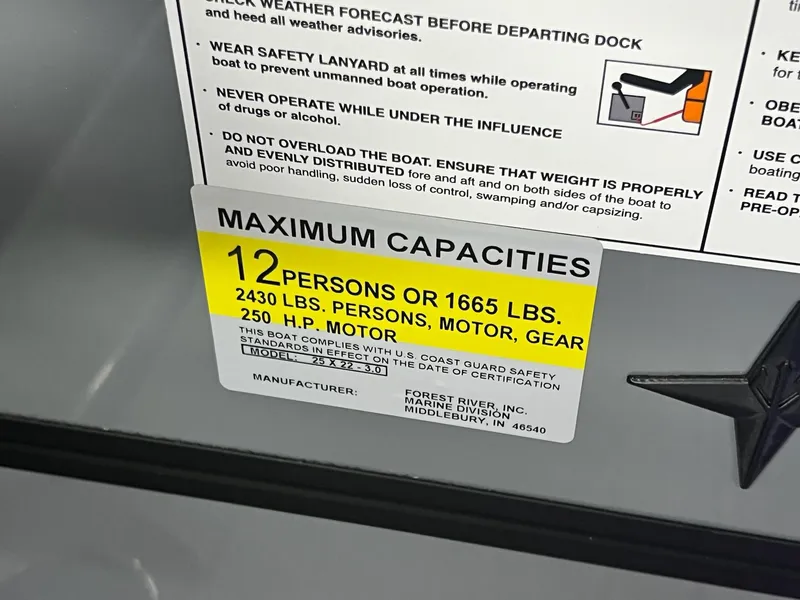 CHECK WEATHER FORECAST BEFORE DEPARTING DOCK
and heed all weather advisories.
· WEAR SAFETY LANYARD at all times while operating
boat to prevent unmanned boat operation.
· NEVER OPERATE WHILE UNDER THE INFLUENCE
of drugs or alcohol.
· DO NOT OVERLOAD THE BOAT. ENSURE THAT WEIGHT IS PROPERLY
AND EVENLY DISTRIBUTED fore and aft and on both sides of the boat to
avoid poor handling, sudden loss of control, swamping and/or capsizing.
· KE
for
· OBE
BOAT
· USE C
boating
· READ T
PRE-OP
MAXIMUM CAPACITIES
12 PERSONS OR 1665 LBS.
2430 LBS. PERSONS, MOTOR, GEAR
250 H.P. MOTOR
THIS BOAT COMPLIES WITH U.S. COAST GUARD SAFETY
STANDARDS IN EFFECT ON THE DATE OF CERTIFICATION
MODEL: 25 X 22 - 3.0
MANUFACTURER: FOREST RIVER, INC.
MARINE DIVISION
MIDDLEBURY, IN 46540